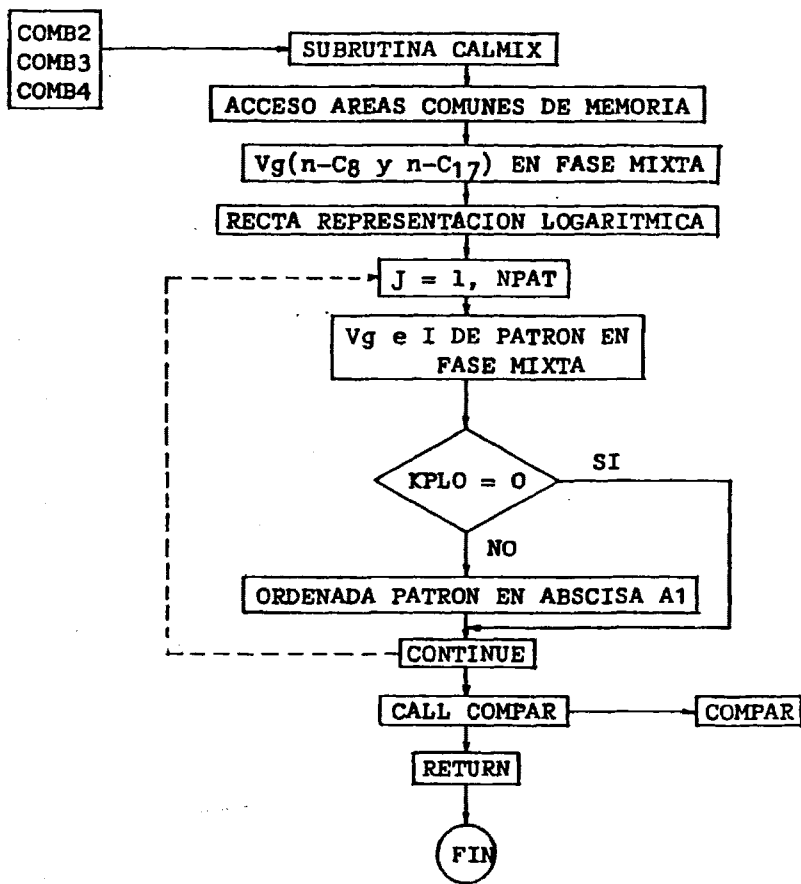 COMB2
COMB3
COMB4
SUBRUTINA CALMIX
ACCESO AREAS COMUNES DE MEMORIA
Vg(n-C8 y n-C17) EN FASE MIXTA
RECTA REPRESENTACION LOGARITMICA
J = 1, NPAT
Vg e I DE PATRON EN
FASE MIXTA
KPLO = 0
SI
NO
ORDENADA PATRON EN ABSCISA A1
CONTINUE
CALL COMPAR
COMPAR
RETURN
FIN